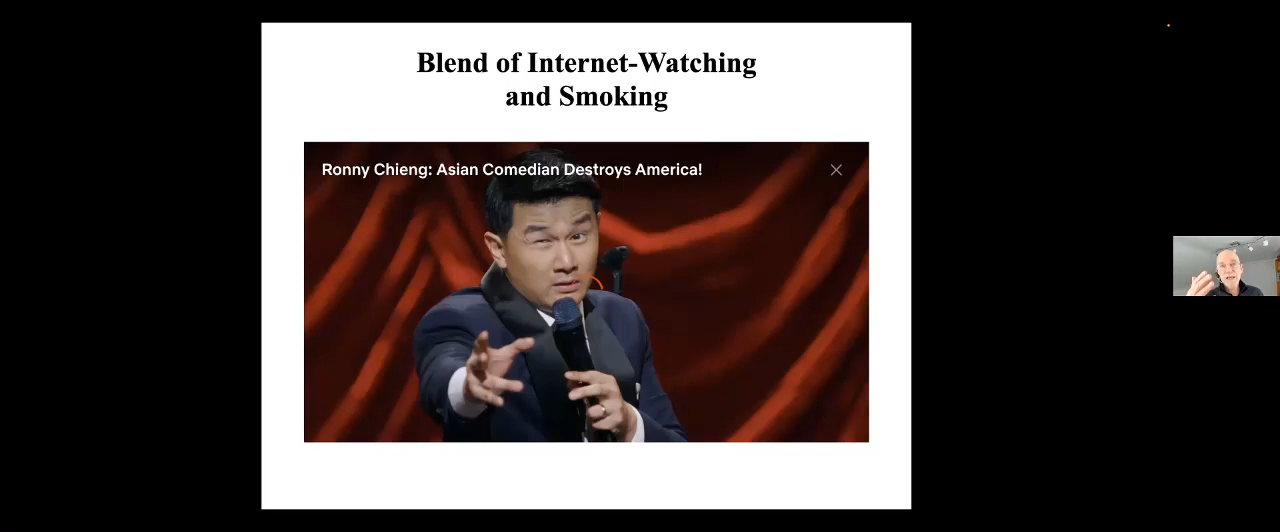 Blend of Internet-Watching
and Smoking
Ronny Chieng: Asian Comedian Destroys America!